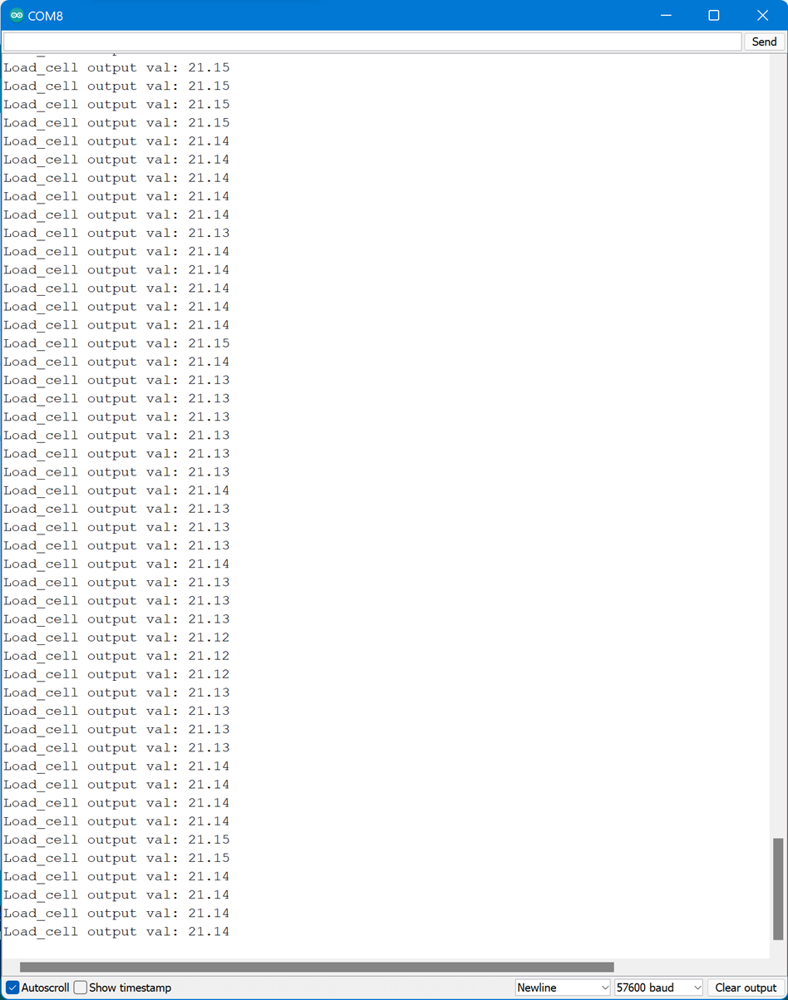 COM8
Send
Load_cell output val: 21.15
Load_cell output val: 21.15
Load_cell output val: 21.15
Load_cell output val: 21.15
Load_cell output val: 21.14
Load_cell output val: 21.14
Load_cell output val: 21.14
Load_cell output val: 21.14
Load_cell output val: 21.14
Load_cell output val: 21.13
Load_cell output val: 21.14
Load_cell output val: 21.14
Load_cell output val: 21.14
Load_cell output val: 21.14
Load_cell output val: 21.14
Load_cell output val: 21.15
Load_cell output val: 21.14
Load_cell output val: 21.13
Load_cell output val: 21.13
Load_cell output val: 21.13
Load_cell output val: 21.13
Load_cell output val: 21.13
Load_cell output val: 21.13
Load_cell output val: 21.14
Load_cell output val: 21.13
Load_cell output val: 21.13
Load_cell output val: 21.13
Load_cell output val: 21.14
Load_cell output val: 21.13
Load_cell output val: 21.13
Load_cell output val: 21.13
Load_cell output val: 21.12
Load_cell output val: 21.12
Load_cell output val: 21.12
Load_cell output val: 21.13
Load_cell output val: 21.13
Load_cell output val: 21.13
Load_cell output val: 21.13
Load_cell output val: 21.14
Load_cell output val: 21.14
Load_cell output val: 21.14
Load_cell output val: 21.14
Load_cell output val: 21.15
Load_cell output val: 21.15
Load_cell output val: 21.14
Load_cell output val: 21.14
Load_cell output val: 21.14
Load_cell output val: 21.14
Autoscroll Show timestamp Newline 57600 baud Clear output